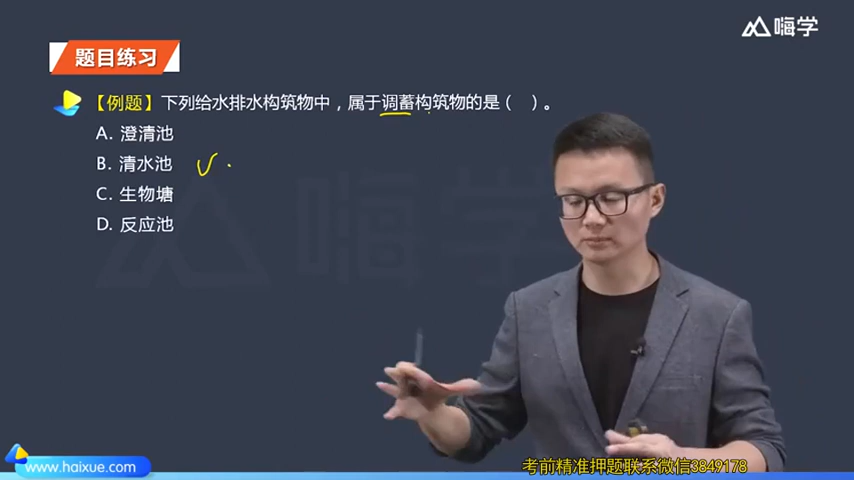 嗨学
题目练习
【例题】下列给水排水构筑物中，属于调蓄构筑物的是（ ）。
A. 澄清池
B. 清水池
C. 生物塘
D. 反应池
嗨学
www.haixue.com
考前精准押题联系微信3849178